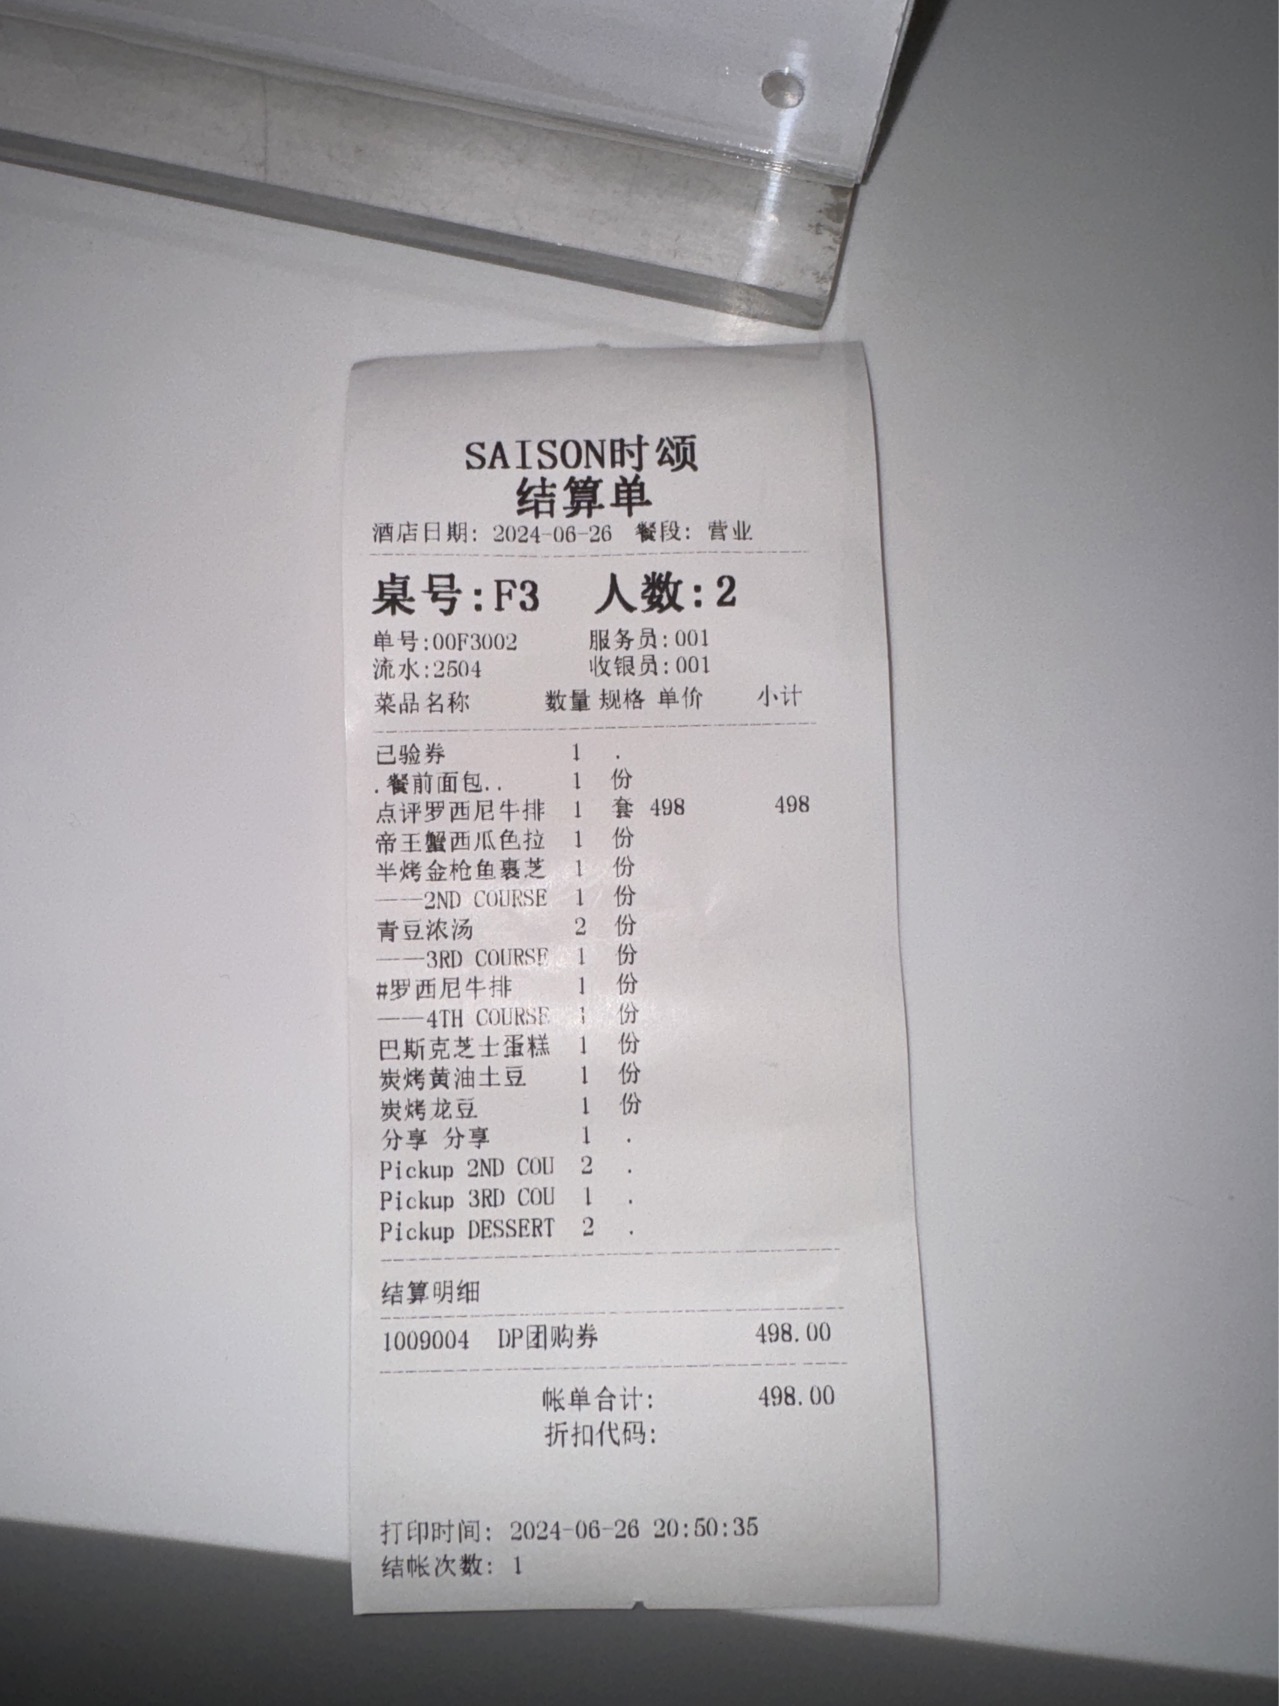 SAISON时颂
结算单
酒店日期: 2024-06-26 餐段: 营业
桌号:F3 人数:2
单号:00F3002 服务员:001
流水:2504 收银员:001
菜品名称 数量 规格 单价 小计
已验券 1 .
.餐前面包.. 1 份
点评罗西尼牛排 1 套 498 498
帝王蟹西瓜色拉 1 份
半烤金枪鱼裹芝 1 份
——2ND COURSE 1 份
青豆浓汤 2 份
——3RD COURSE 1 份
#罗西尼牛排 1 份
——4TH COURSE 1 份
巴斯克芝士蛋糕 1 份
炭烤黄油土豆 1 份
炭烤龙豆 1 份
分享 分享 1 .
Pickup 2ND COU 2 .
Pickup 3RD COU 1 .
Pickup DESSERT 2 .
结算明细
1009004 DP团购券 498.00
帐单合计: 498.00
折扣代码:
打印时间: 2024-06-26 20:50:35
结帐次数: 1